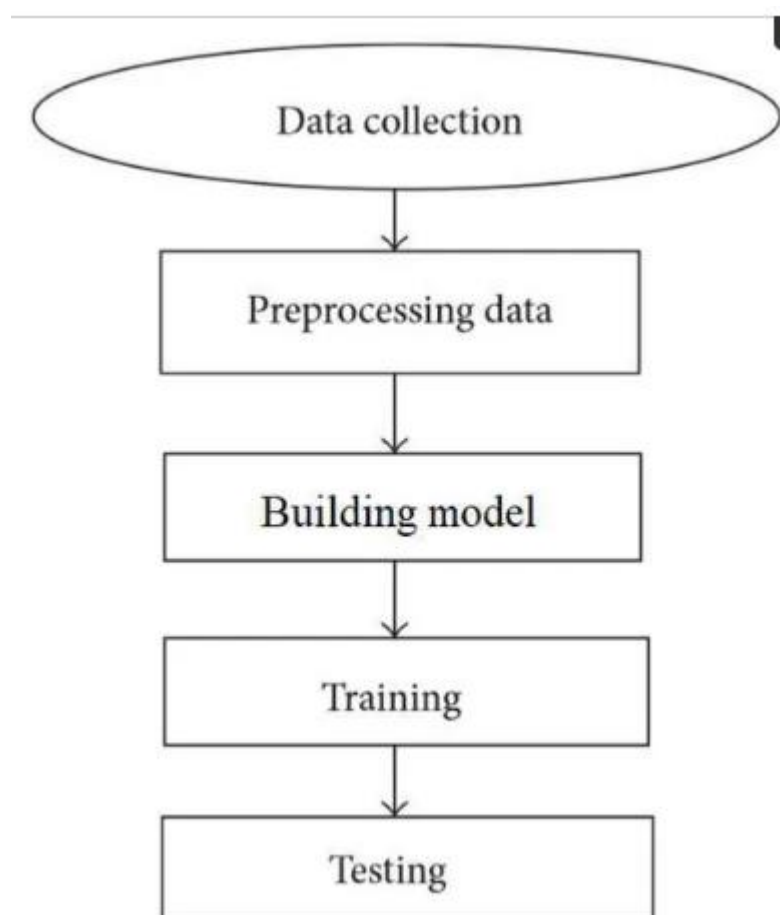 Data collection
Preprocessing data
Building model
Training
Testing